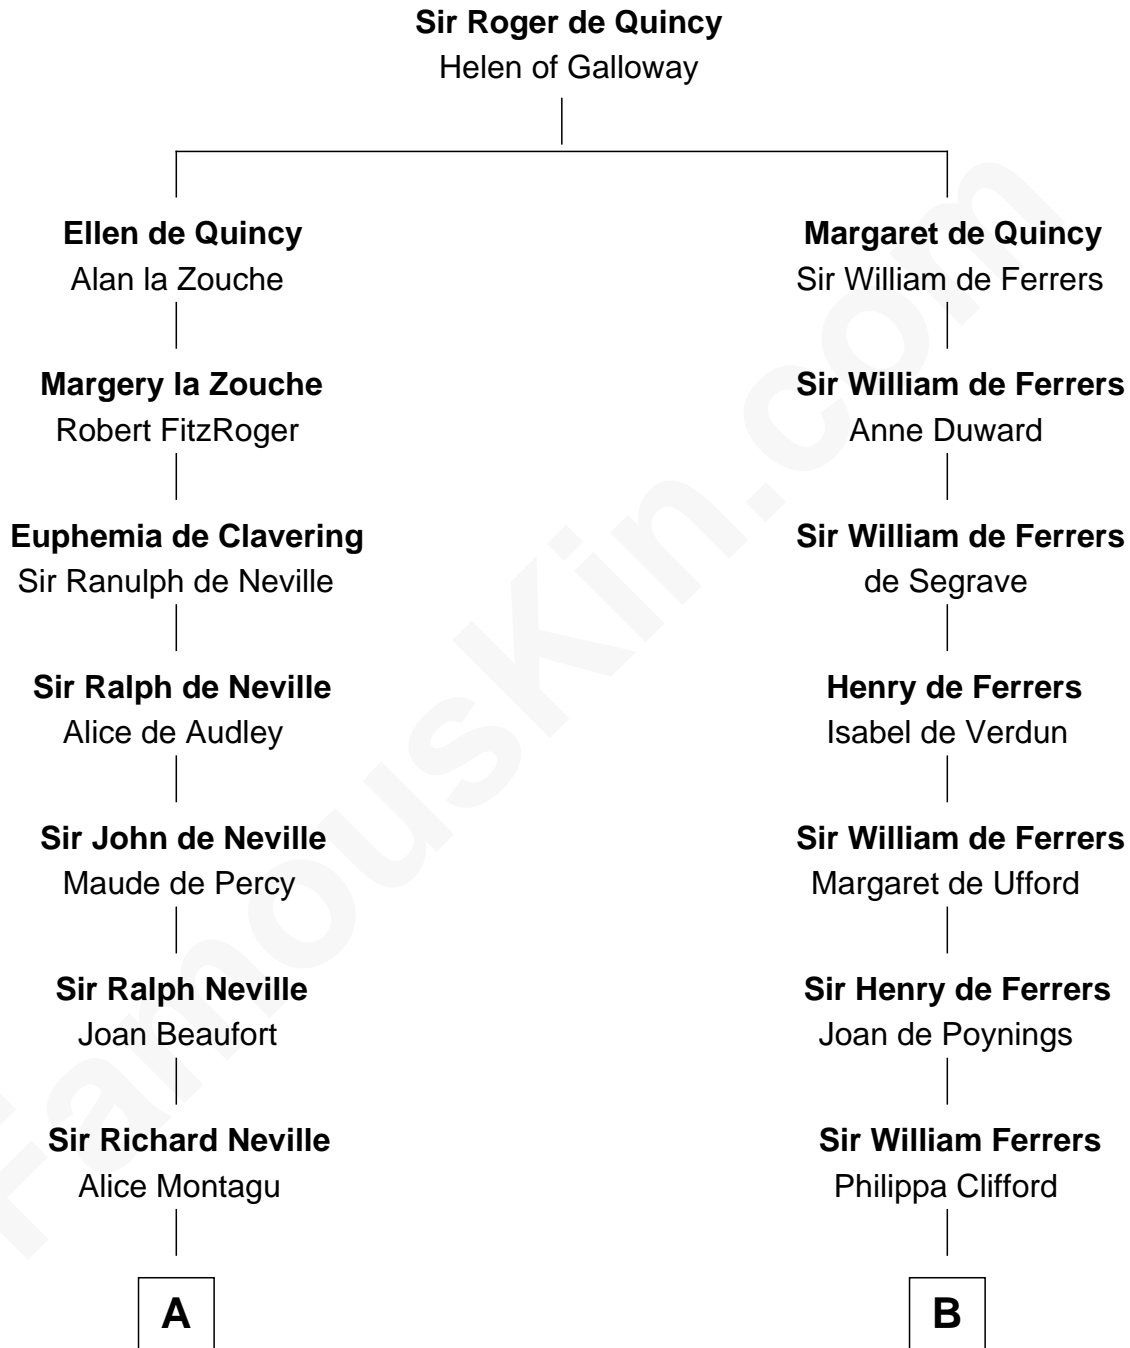 Sir Roger de Quincy
Helen of Galloway
Ellen de Quincy
Alan la Zouche
Margaret de Quincy
Sir William de Ferrers
Margery la Zouche
Robert FitzRoger
Sir William de Ferrers
Anne Duward
Euphemia de Clavering
Sir Ranulph de Neville
Sir William de Ferrers
de Segrave
Sir Ralph de Neville
Alice de Audley
Henry de Ferrers
Isabel de Verdun
Sir John de Neville
Maude de Percy
Sir William de Ferrers
Margaret de Ufford
Sir Ralph Neville
Joan Beaufort
Sir Henry de Ferrers
Joan de Poynings
Sir Richard Neville
Alice Montagu
Sir William Ferrers
Philippa Clifford
A
B
FamousKin.com